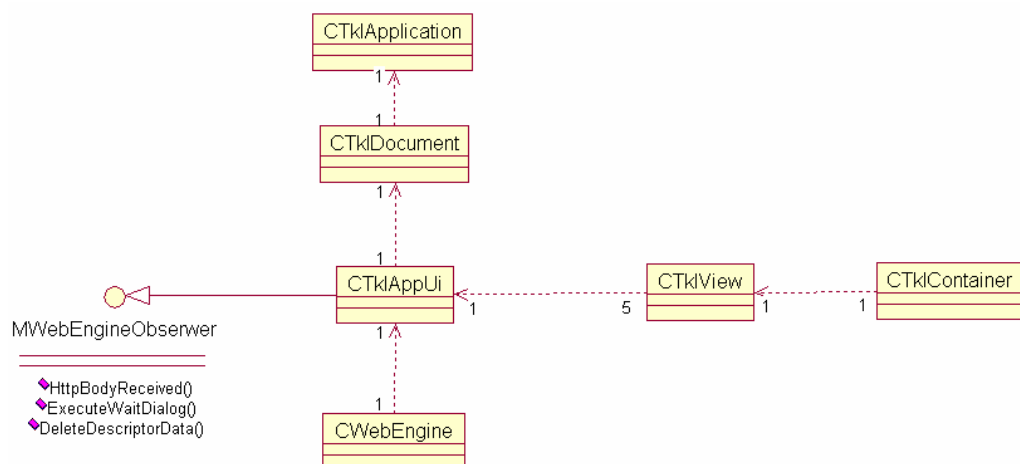 CTklApplication
1
1
CTklDocument
1
1
CTklAppUi
CTklView
CTklContainer
1
5
1
1
MWebEngineObserwer
1
HttpBodyReceived()
ExecuteWaitDialog()
DeleteDescriptorData()
1
CWebEngine